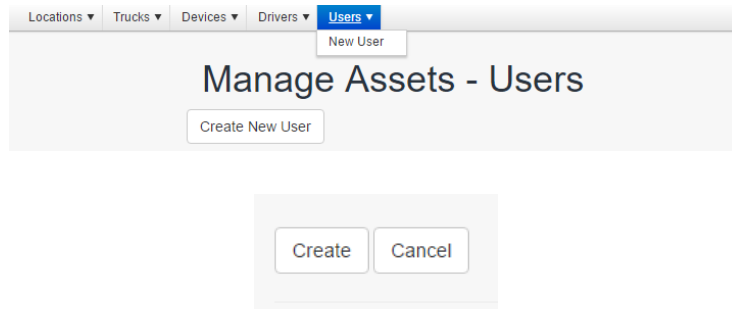 Locations ▼ Trucks ▼ Devices ▼ Drivers ▼ Users ▼
New User
Manage Assets - Users
Create New User
Create Cancel